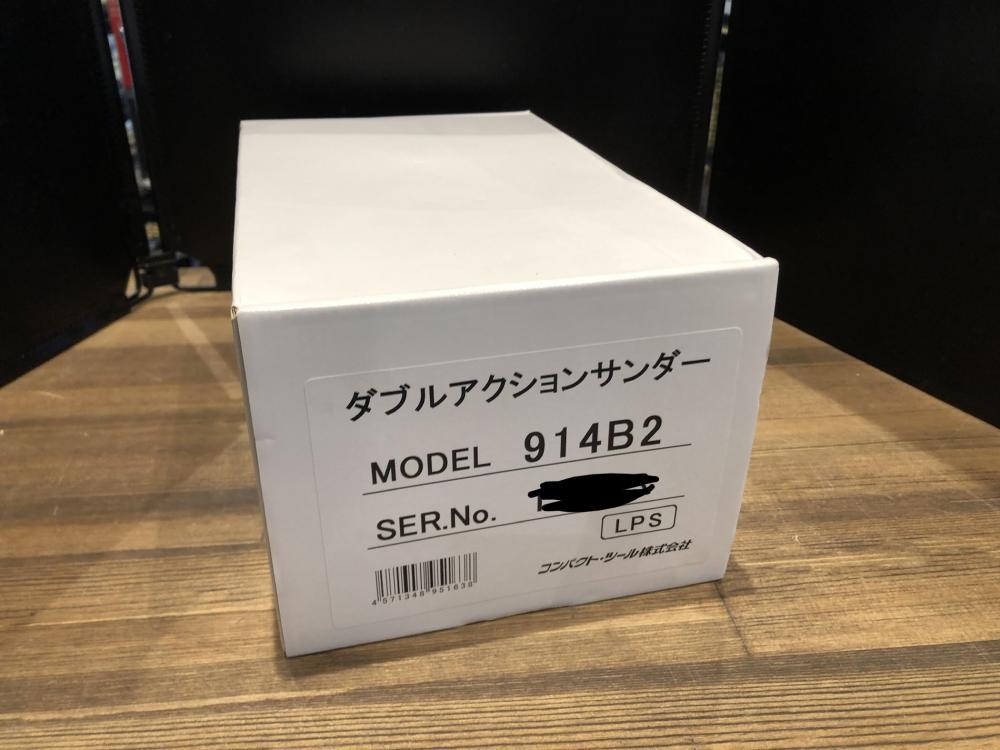 ダブルアクションサンダー
MODEL 914B2
SER.No.
LPS
コンパクト・ツール株式会社
4571348951638